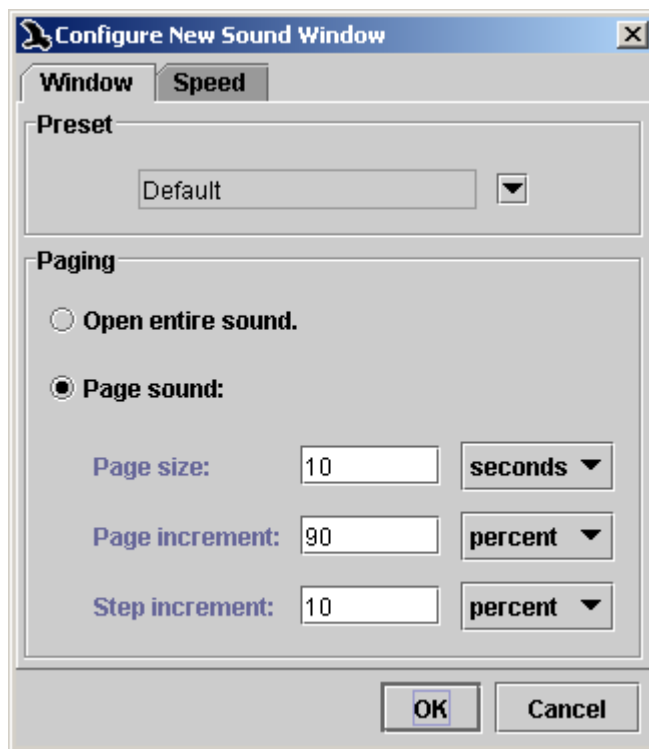 Configure New Sound Window
Window Speed
Preset
Default
Paging
Open entire sound.
Page sound:
Page size: 10 seconds
Page increment: 90 percent
Step increment: 10 percent
OK Cancel